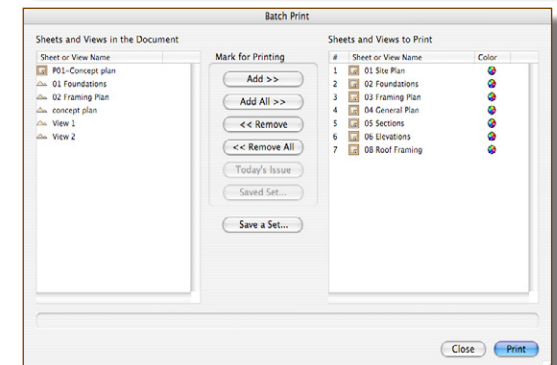 Batch Print
Sheets and Views in the Document
Sheet or View Name
P01-Concept plan
01 Foundations
02 Framing Plan
concept plan
View 1
View 2
Mark for Printing
Add >>
Add All >>
<< Remove
<< Remove All
Today's Issue
Saved Set...
Save a Set...
Sheets and Views to Print
# Sheet or View Name Color
1 01 Site Plan
2 02 Foundations
3 03 Framing Plan
4 04 General Plan
5 05 Sections
6 06 Elevations
7 08 Roof Framing
Close Print